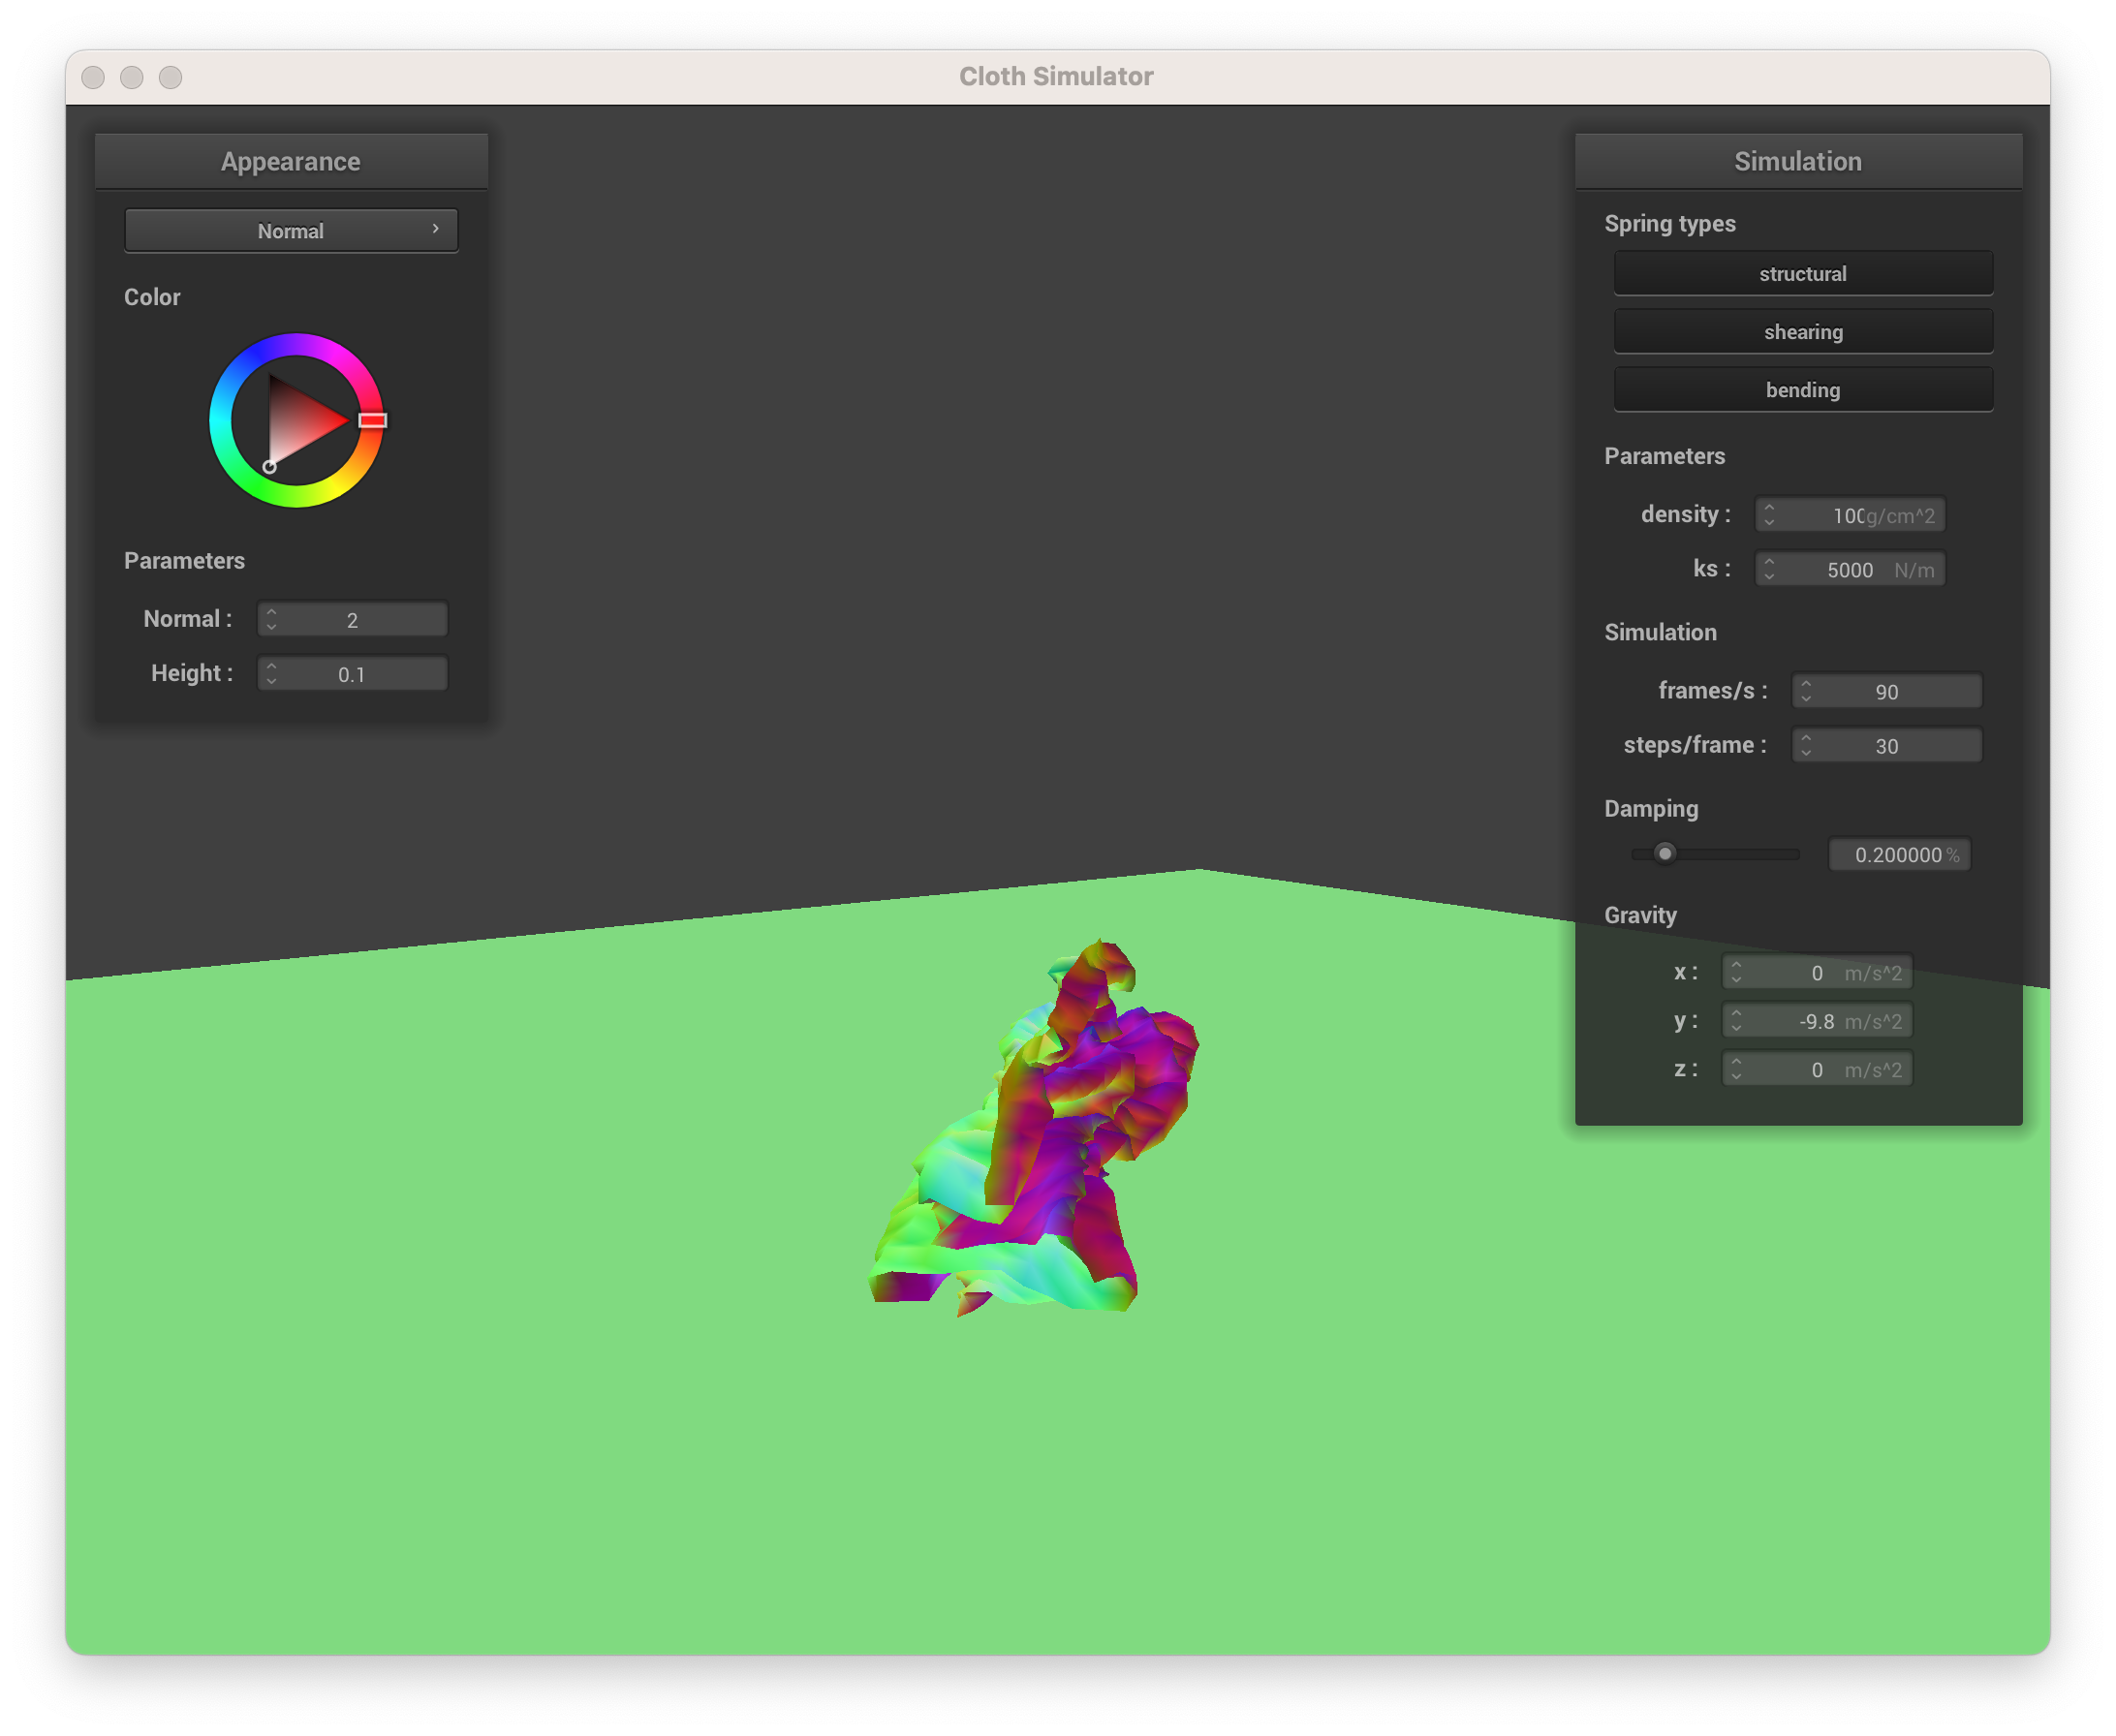 Cloth Simulator
Appearance
Normal
Color
Parameters
Normal :
2
Height :
0.1
Simulation
Spring types
structural
shearing
bending
Parameters
density :
100 g/cm^2
ks :
5000 N/m
Simulation
frames/s :
90
steps/frame :
30
Damping
0.200000 %
Gravity
x :
0 m/s^2
y :
-9.8 m/s^2
z :
0 m/s^2